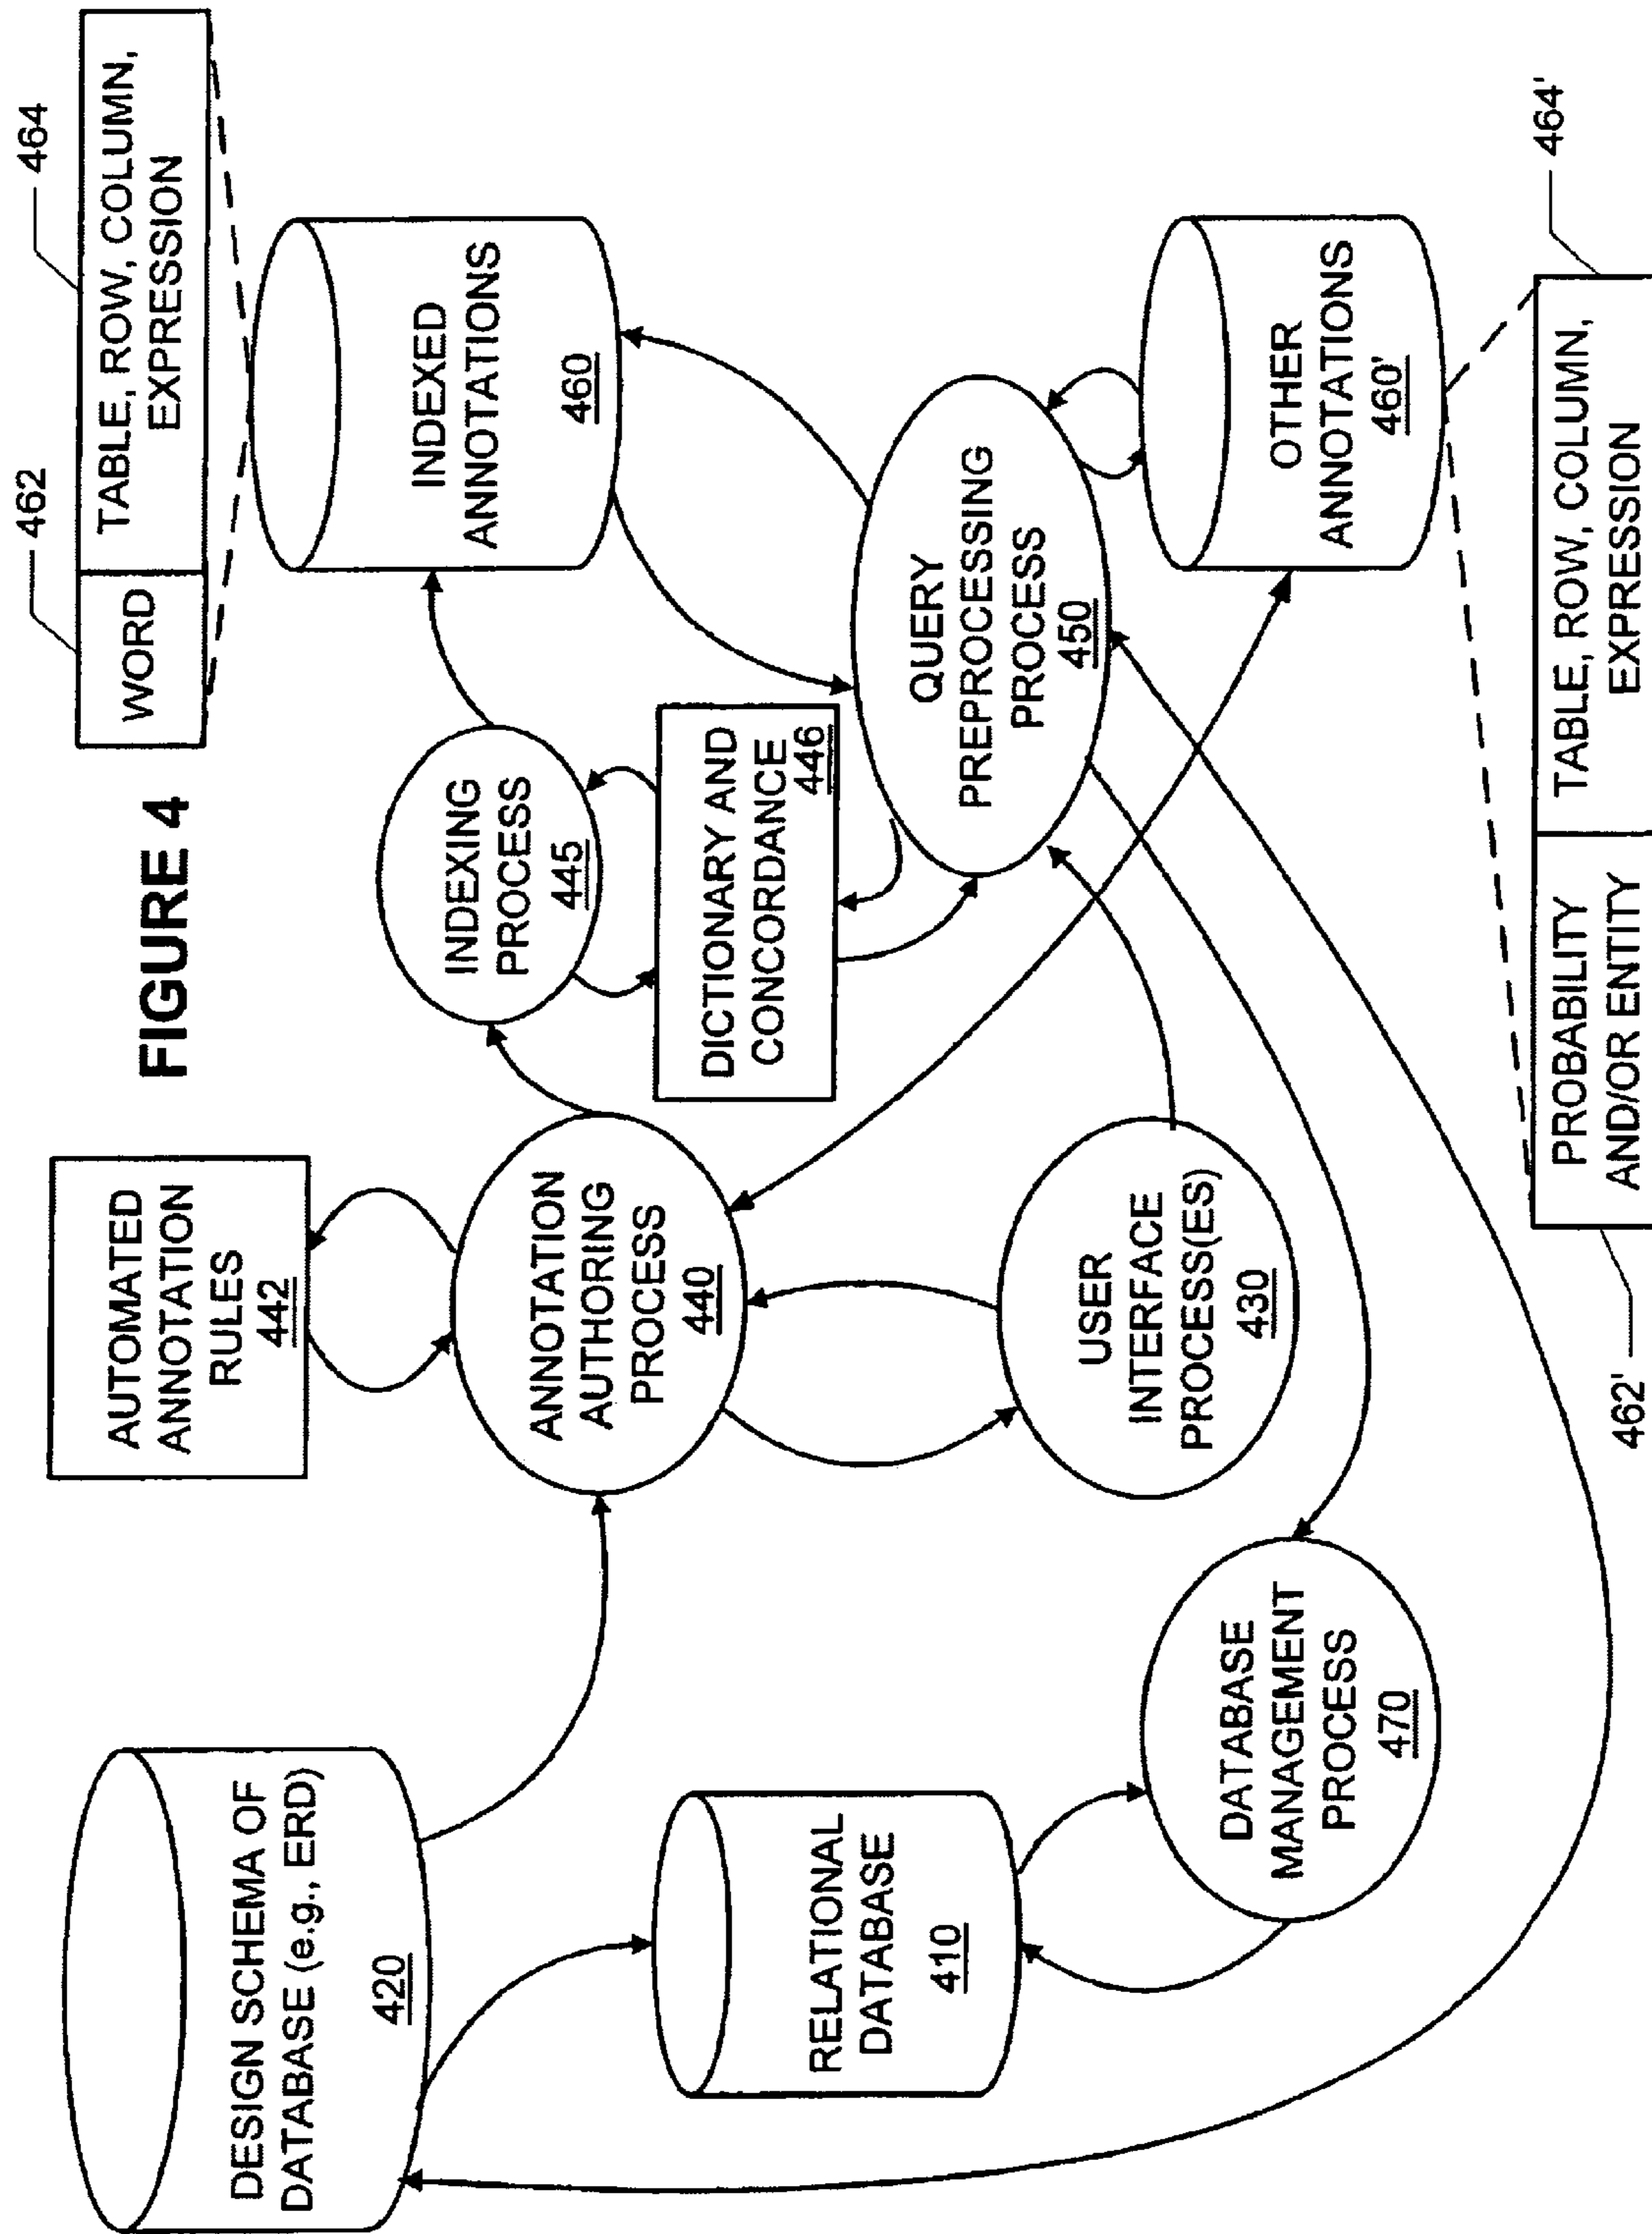 FIGURE 4
462
464
WORD
TABLE, ROW, COLUMN,
EXPRESSION
AUTOMATED
ANNOTATION
RULES
442
DESIGN SCHEMA OF
DATABASE (e.g., ERD)
420
ANNOTATION
AUTHORING
PROCESS
440
INDEXING
PROCESS
445
INDEXED
ANNOTATIONS
460
DICTIONARY AND
CONCORDANCE
446
RELATIONAL
DATABASE
410
USER
INTERFACE
PROCESS(ES)
430
QUERY
PREPROCESSING
PROCESS
450
DATABASE
MANAGEMENT
PROCESS
470
OTHER
ANNOTATIONS
460'
462'
464'
PROBABILITY
AND/OR ENTITY
TABLE, ROW, COLUMN,
EXPRESSION